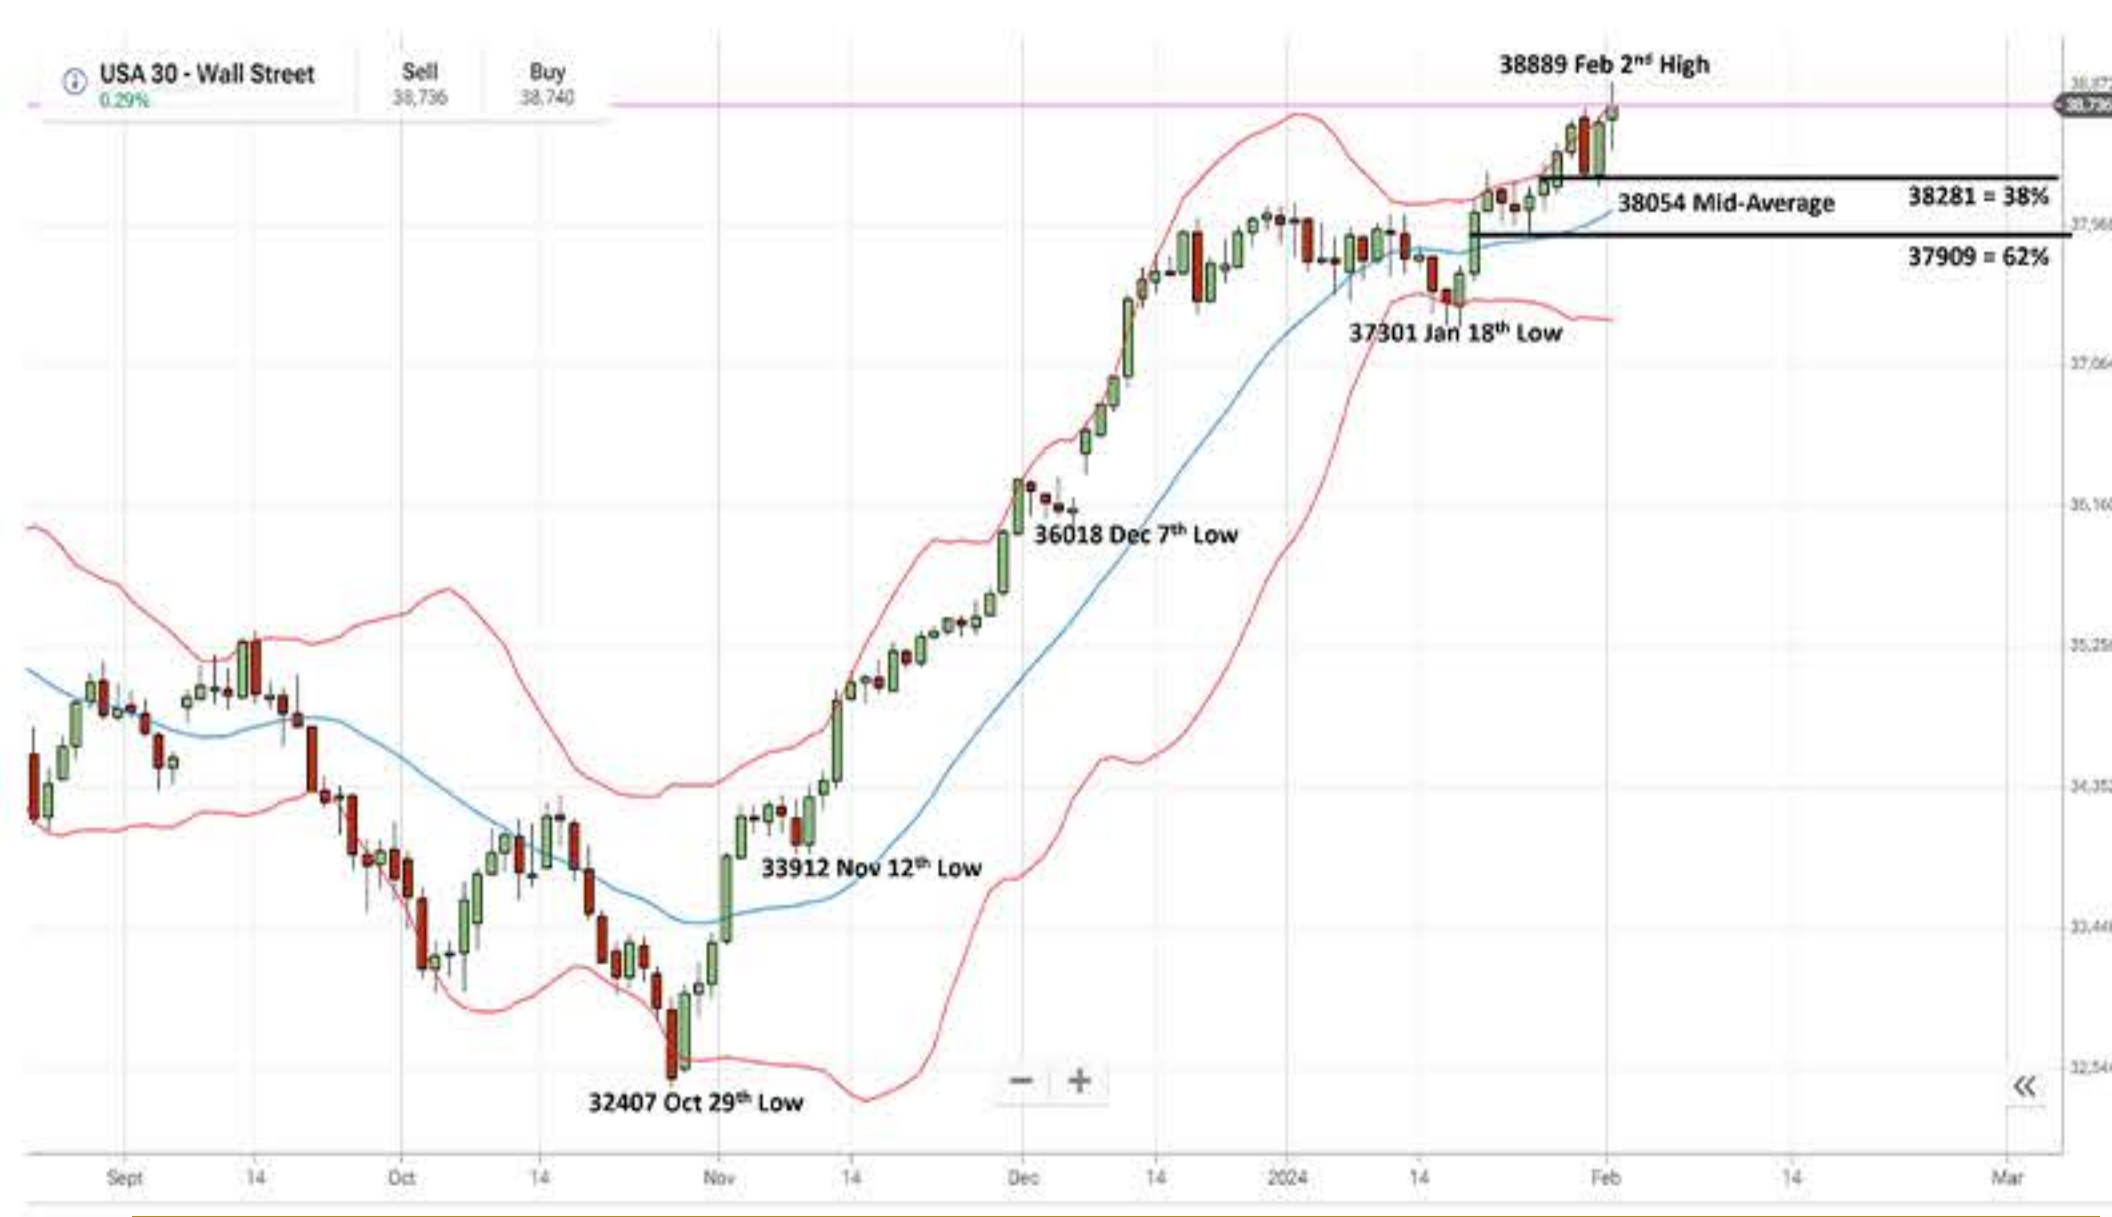 38889 Feb 2nd High
USA 30 - Wall Street
Sell
Buy
0.29%
38,736
38,740
38,736
38281 = 38%
38054 Mid-Average
37909 = 62%
37301 Jan 18th Low
36018 Dec 7th Low
33912 Nov 12th Low
32407 Oct 29th Low
− +
Sept 14 Oct 14 Nov 14 Dec 14 2024 14 Feb 14 Mar